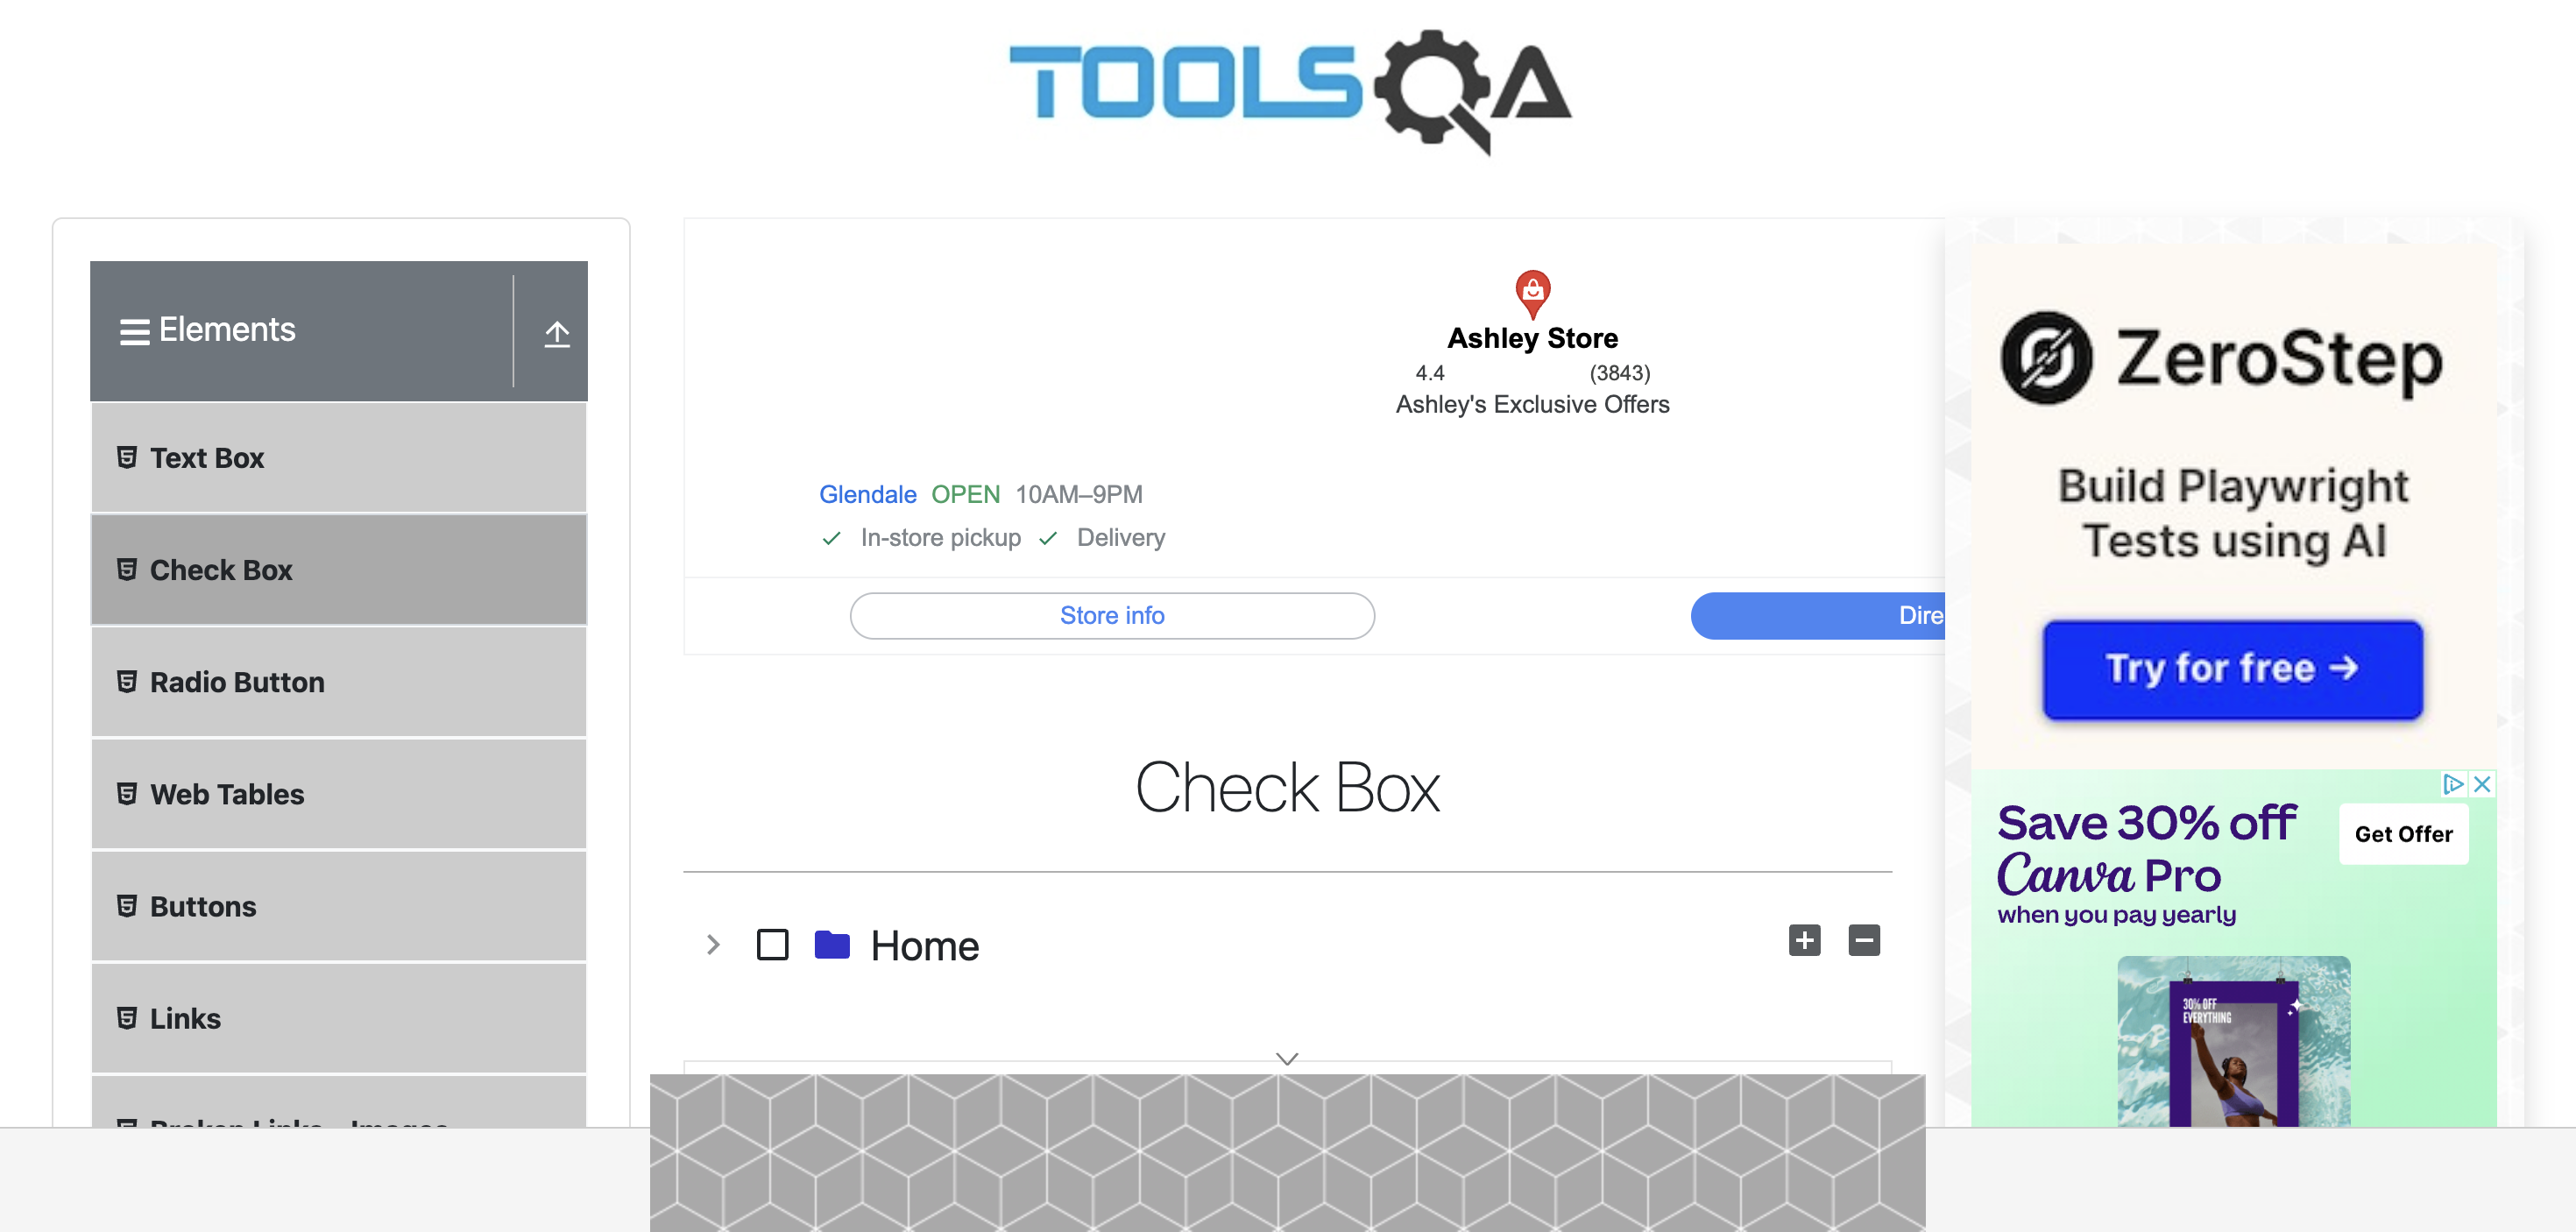 TOOLSQA
Elements
Text Box
Check Box
Radio Button
Web Tables
Buttons
Links
Broken Links - Images
Ashley Store
4.4 (3843)
Ashley's Exclusive Offers
Glendale OPEN 10AM–9PM
In-store pickup Delivery
Store info
Dire
Check Box
Home
ZeroStep
Build Playwright
Tests using AI
Try for free →
Save 30% off
Canva Pro
when you pay yearly
Get Offer
30% OFF
EVERYTHING